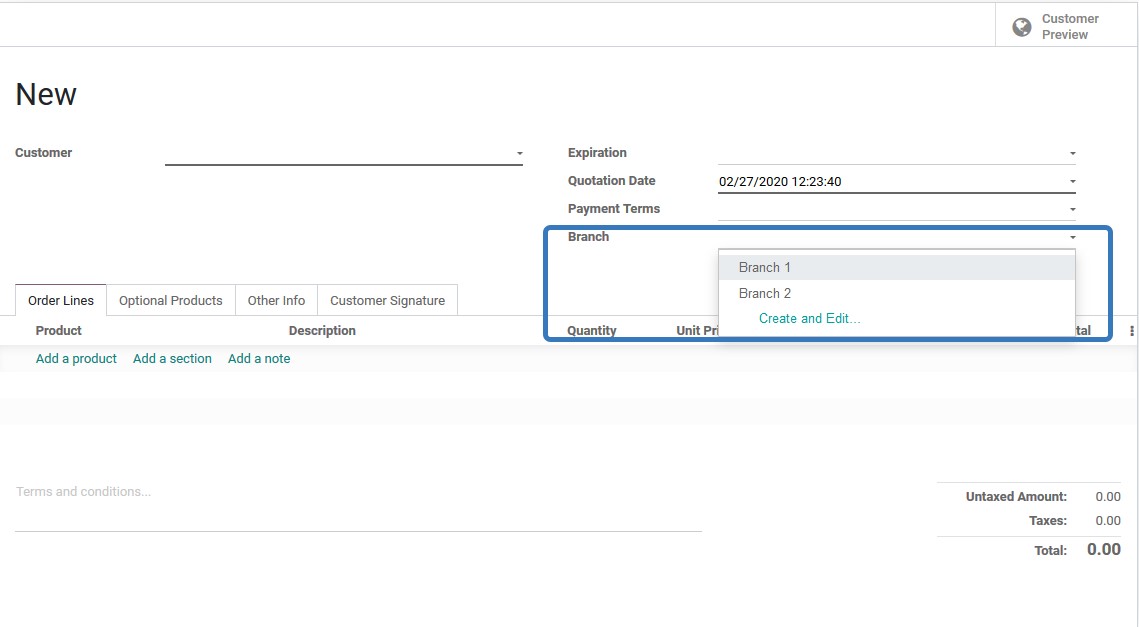 Customer
Preview
New
Customer
Expiration
Quotation Date 02/27/2020 12:23:40
Payment Terms
Branch
Branch 1
Branch 2
Create and Edit...
Order Lines Optional Products Other Info Customer Signature
Product Description Quantity Unit Pri tal
Add a product Add a section Add a note
Terms and conditions...
Untaxed Amount: 0.00
Taxes: 0.00
Total: 0.00